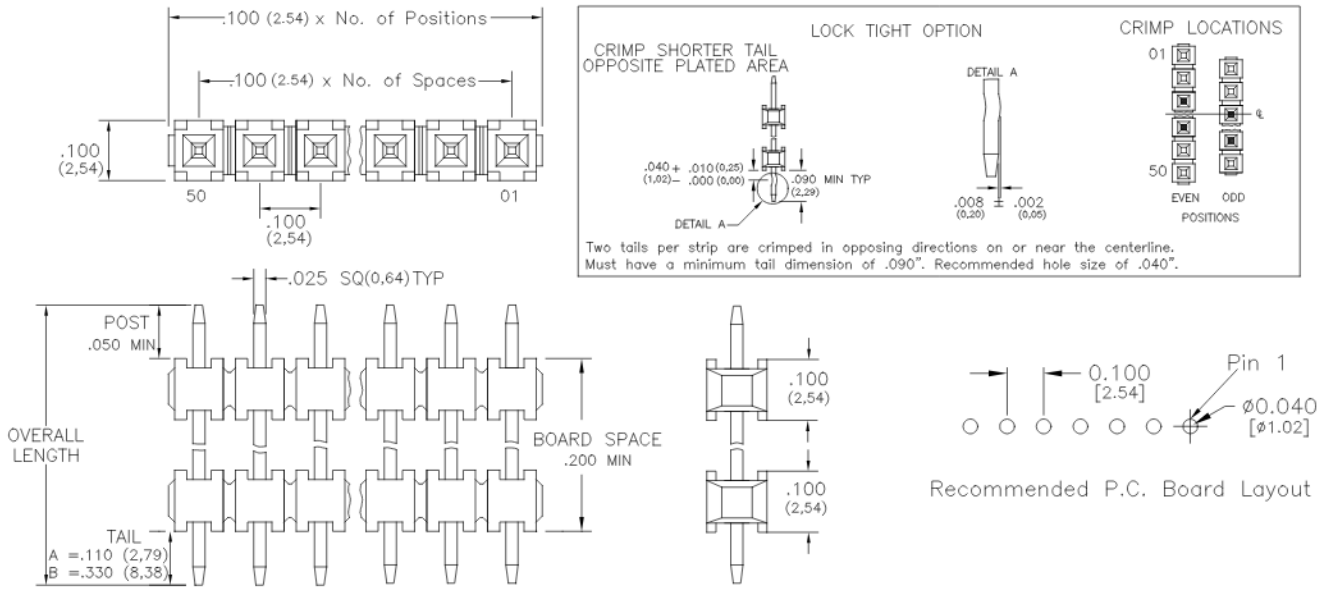 .100 (2.54) x No. of Positions
.100 (2.54) x No. of Spaces
.100
(2,54)
50
01
.100
(2,54)
LOCK TIGHT OPTION
CRIMP LOCATIONS
CRIMP SHORTER TAIL
OPPOSITE PLATED AREA
DETAIL A
01
50
.040 + .010(0,25)
(1,02)– .000 (0,00)
.090 MIN TYP
(2,29)
DETAIL A
.008
(0,20)
.002
(0,05)
℄
EVEN
ODD
POSITIONS
Two tails per strip are crimped in opposing directions on or near the centerline.
Must have a minimum tail dimension of .090”. Recommended hole size of .040”.
.025 SQ(0,64)TYP
POST
.050 MIN
OVERALL
LENGTH
BOARD SPACE
.200 MIN
TAIL
A =.110 (2,79)
B =.330 (8,38)
.100
(2,54)
.100
(2,54)
0.100
[2.54]
Pin 1
ø0.040
[ø1.02]
Recommended P.C. Board Layout